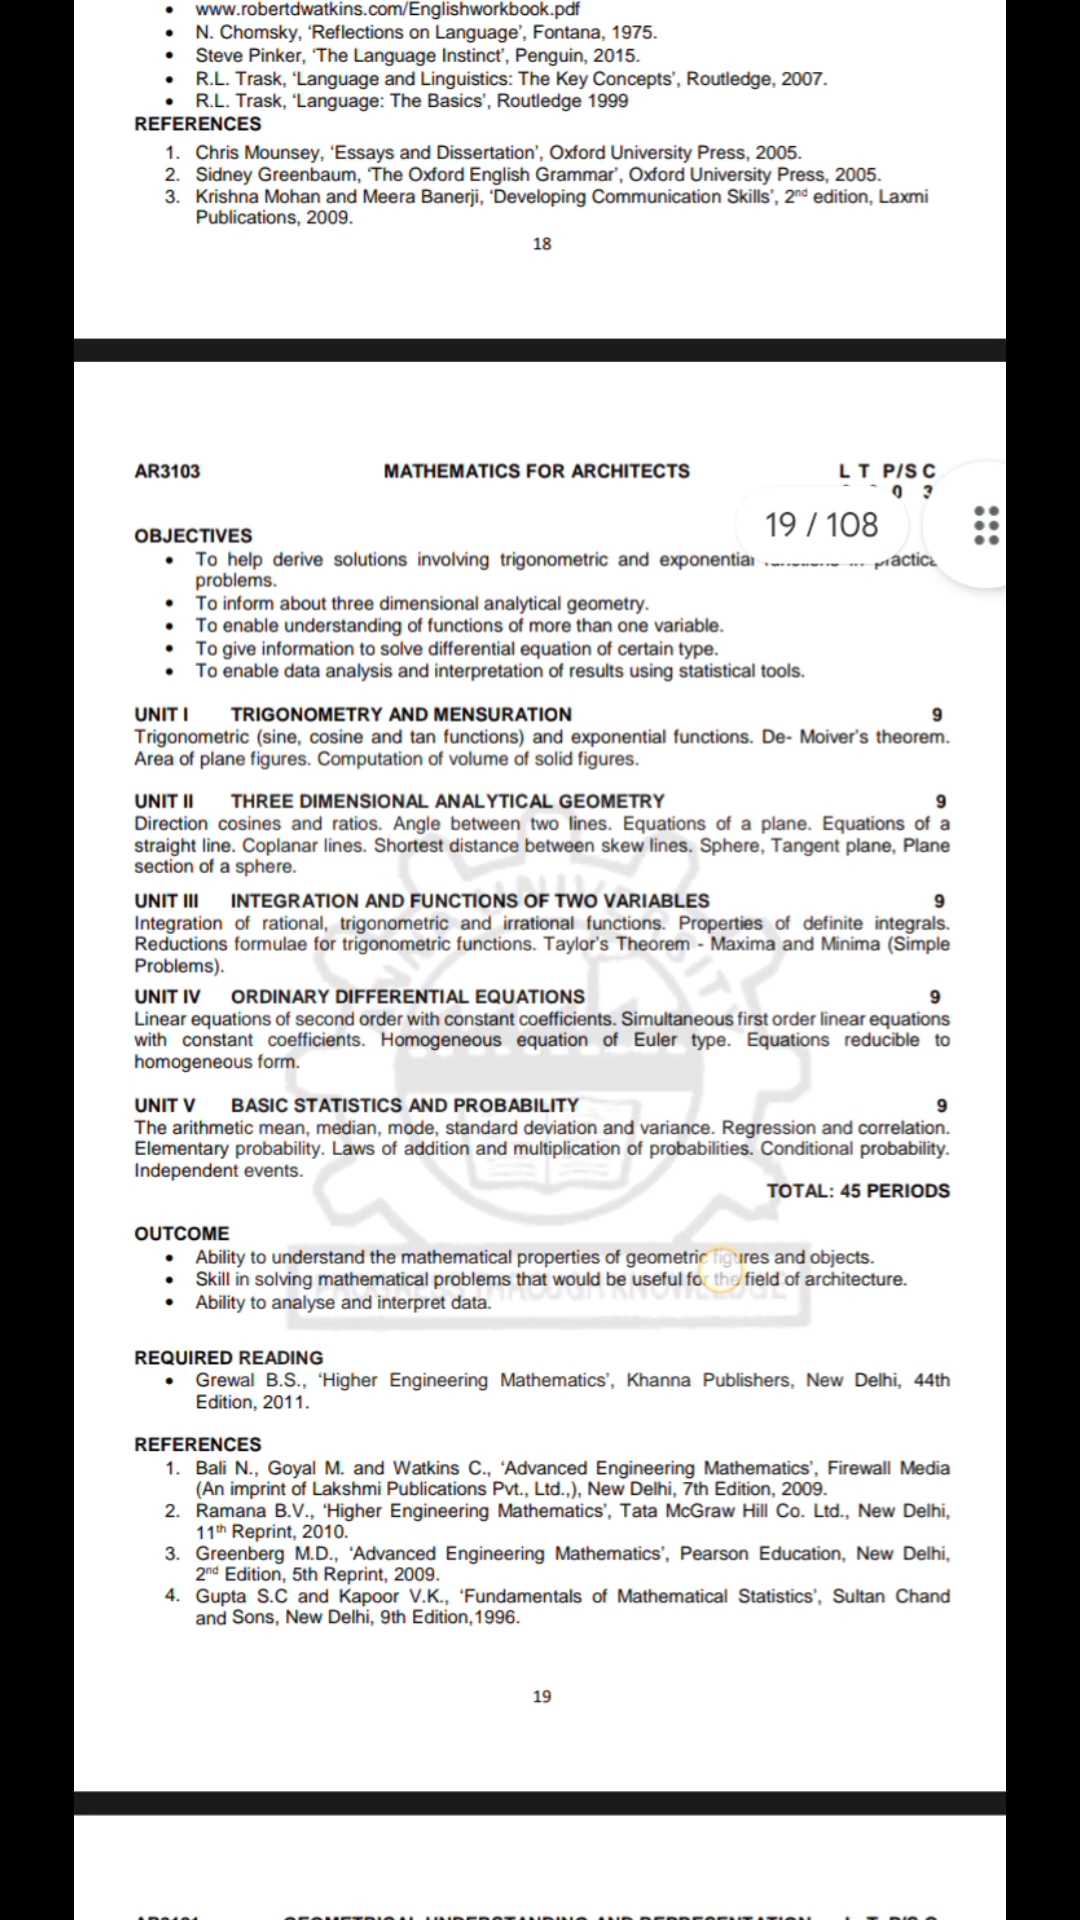 • www.robertdwatkins.com/Englishworkbook.pdf
• N. Chomsky, ‘Reflections on Language’, Fontana, 1975.
• Steve Pinker, ‘The Language Instinct’, Penguin, 2015.
• R.L. Trask, ‘Language and Linguistics: The Key Concepts’, Routledge, 2007.
• R.L. Trask, ‘Language: The Basics’, Routledge 1999
REFERENCES
1. Chris Mounsey, ‘Essays and Dissertation’, Oxford University Press, 2005.
2. Sidney Greenbaum, ‘The Oxford English Grammar’, Oxford University Press, 2005.
3. Krishna Mohan and Meera Banerji, ‘Developing Communication Skills’, 2nd edition, Laxmi
Publications, 2009.
18
AR3103 MATHEMATICS FOR ARCHITECTS L T P/S C
0 3
19 / 108
OBJECTIVES
• To help derive solutions involving trigonometric and exponential
problems.
• To inform about three dimensional analytical geometry.
• To enable understanding of functions of more than one variable.
• To give information to solve differential equation of certain type.
• To enable data analysis and interpretation of results using statistical tools.
UNIT I TRIGONOMETRY AND MENSURATION 9
Trigonometric (sine, cosine and tan functions) and exponential functions. De- Moiver’s theorem.
Area of plane figures. Computation of volume of solid figures.
UNIT II THREE DIMENSIONAL ANALYTICAL GEOMETRY 9
Direction cosines and ratios. Angle between two lines. Equations of a plane. Equations of a
straight line. Coplanar lines. Shortest distance between skew lines. Sphere, Tangent plane, Plane
section of a sphere.
UNIT III INTEGRATION AND FUNCTIONS OF TWO VARIABLES 9
Integration of rational, trigonometric and irrational functions. Properties of definite integrals.
Reductions formulae for trigonometric functions. Taylor’s Theorem - Maxima and Minima (Simple
Problems).
UNIT IV ORDINARY DIFFERENTIAL EQUATIONS 9
Linear equations of second order with constant coefficients. Simultaneous first order linear equations
with constant coefficients. Homogeneous equation of Euler type. Equations reducible to
homogeneous form.
UNIT V BASIC STATISTICS AND PROBABILITY 9
The arithmetic mean, median, mode, standard deviation and variance. Regression and correlation.
Elementary probability. Laws of addition and multiplication of probabilities. Conditional probability.
Independent events.
TOTAL: 45 PERIODS
OUTCOME
• Ability to understand the mathematical properties of geometric figures and objects.
• Skill in solving mathematical problems that would be useful for the field of architecture.
• Ability to analyse and interpret data.
PROGRESS THROUGH KNOWLEDGE
REQUIRED READING
• Grewal B.S., ‘Higher Engineering Mathematics’, Khanna Publishers, New Delhi, 44th
Edition, 2011.
REFERENCES
1. Bali N., Goyal M. and Watkins C., ‘Advanced Engineering Mathematics’, Firewall Media
(An imprint of Lakshmi Publications Pvt., Ltd.,), New Delhi, 7th Edition, 2009.
2. Ramana B.V., ‘Higher Engineering Mathematics’, Tata McGraw Hill Co. Ltd., New Delhi,
11th Reprint, 2010.
3. Greenberg M.D., ‘Advanced Engineering Mathematics’, Pearson Education, New Delhi,
2nd Edition, 5th Reprint, 2009.
4. Gupta S.C and Kapoor V.K., ‘Fundamentals of Mathematical Statistics’, Sultan Chand
and Sons, New Delhi, 9th Edition,1996.
19